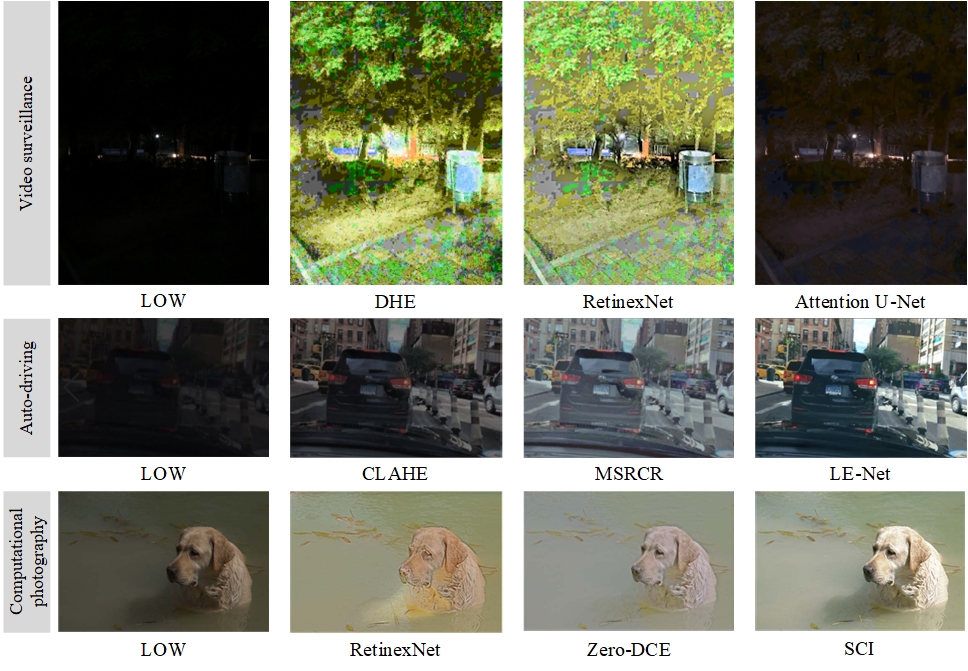 Video surveillance
LOW
DHE
RetinexNet
Attention U-Net
Auto-driving
LOW
CLAHE
MSRCR
LE-Net
Computational
photography
LOW
RetinexNet
Zero-DCE
SCI